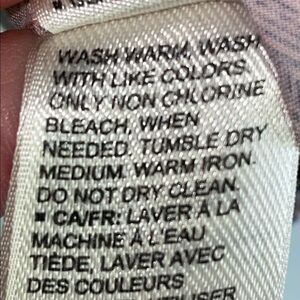 WASH WARM, WASH
WITH LIKE COLORS.
ONLY NON CHLORINE
BLEACH, WHEN
NEEDED. TUMBLE DRY
MEDIUM. WARM IRON.
DO NOT DRY CLEAN.
▪ CA/FR: LAVER À LA
MACHINE À L'EAU
TIÈDE, LAVER AVEC
DES COULEURS